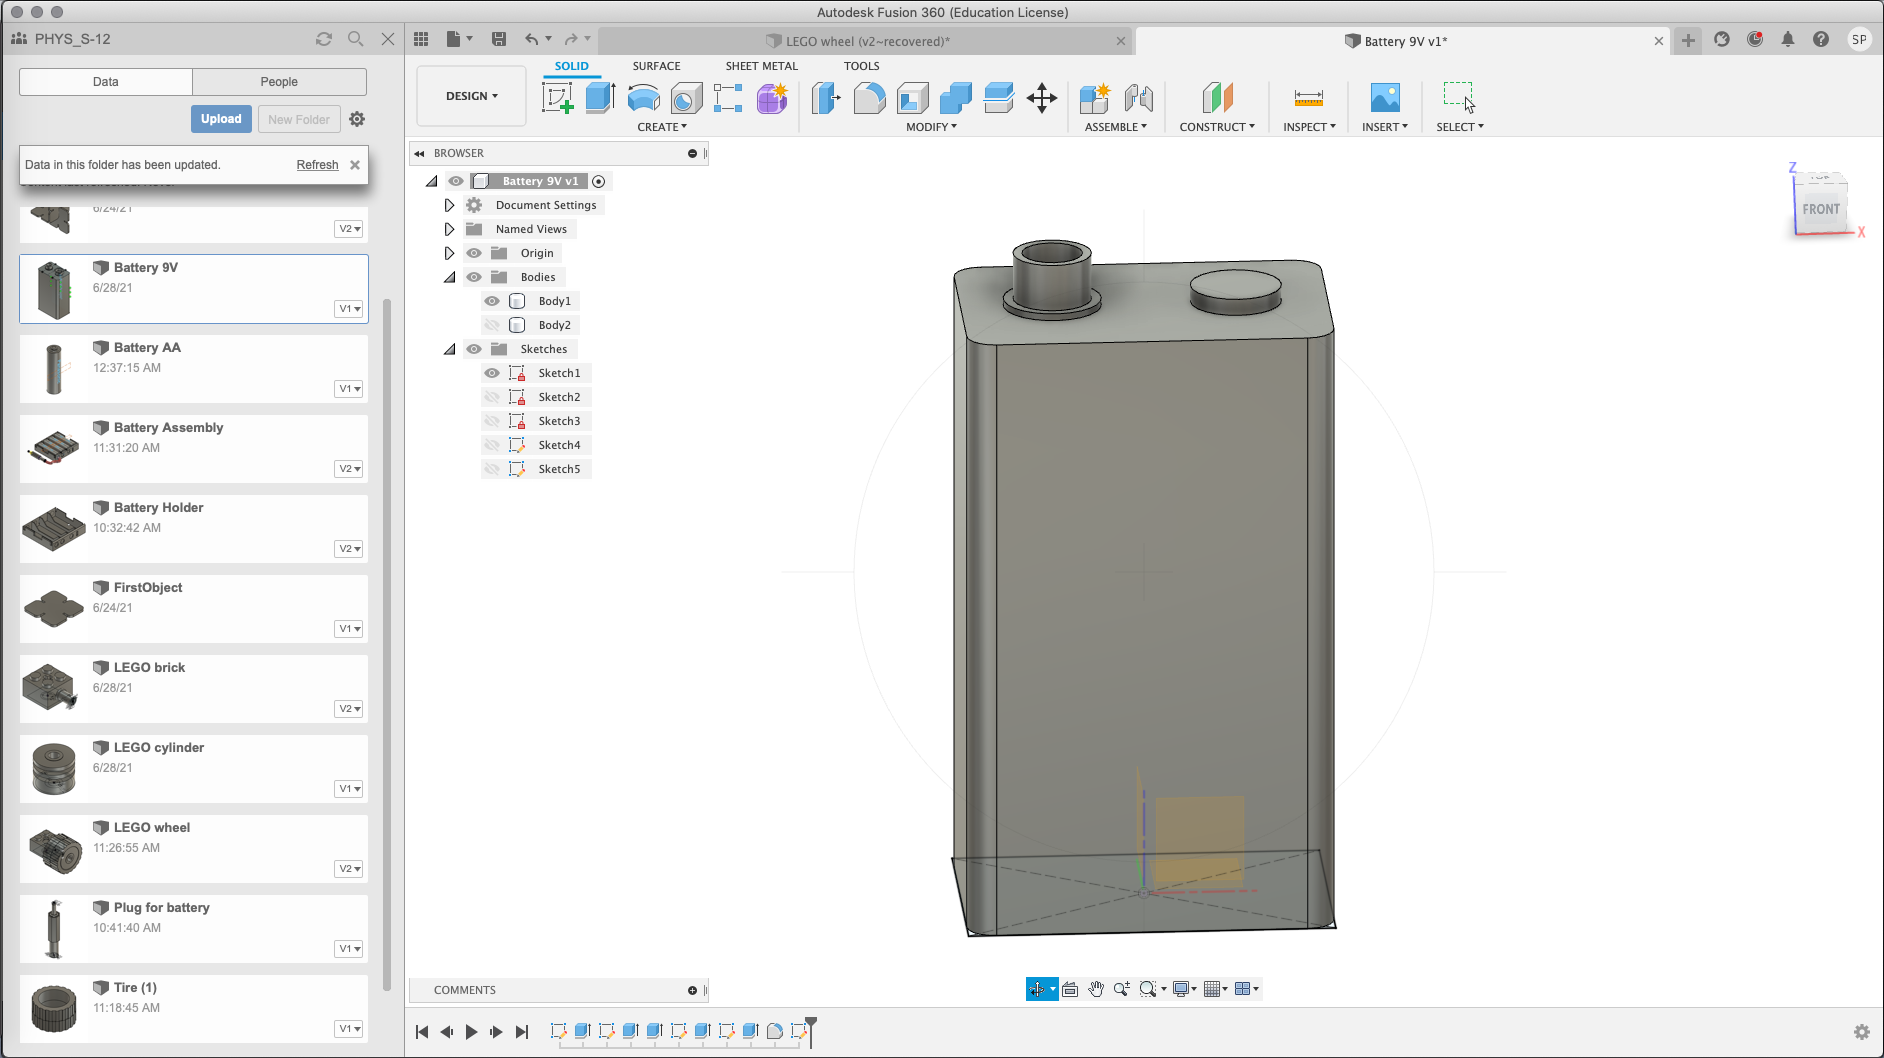 Autodesk Fusion 360 (Education License)
PHYS_S-12
LEGO wheel (v2~recovered)*
Battery 9V v1*
SP
Data
People
Upload
New Folder
Data in this folder has been updated.
Refresh
6/24/21
V2
Battery 9V
6/28/21
V1
Battery AA
12:37:15 AM
V1
Battery Assembly
11:31:20 AM
V2
Battery Holder
10:32:42 AM
V2
FirstObject
6/24/21
V1
LEGO brick
6/28/21
V2
LEGO cylinder
6/28/21
V1
LEGO wheel
11:26:55 AM
V2
Plug for battery
10:41:40 AM
V1
Tire (1)
11:18:45 AM
V1
SOLID
SURFACE
SHEET METAL
TOOLS
DESIGN
CREATE
MODIFY
ASSEMBLE
CONSTRUCT
INSPECT
INSERT
SELECT
BROWSER
Battery 9V v1
Document Settings
Named Views
Origin
Bodies
Body1
Body2
Sketches
Sketch1
Sketch2
Sketch3
Sketch4
Sketch5
Z
TOP
FRONT
X
COMMENTS